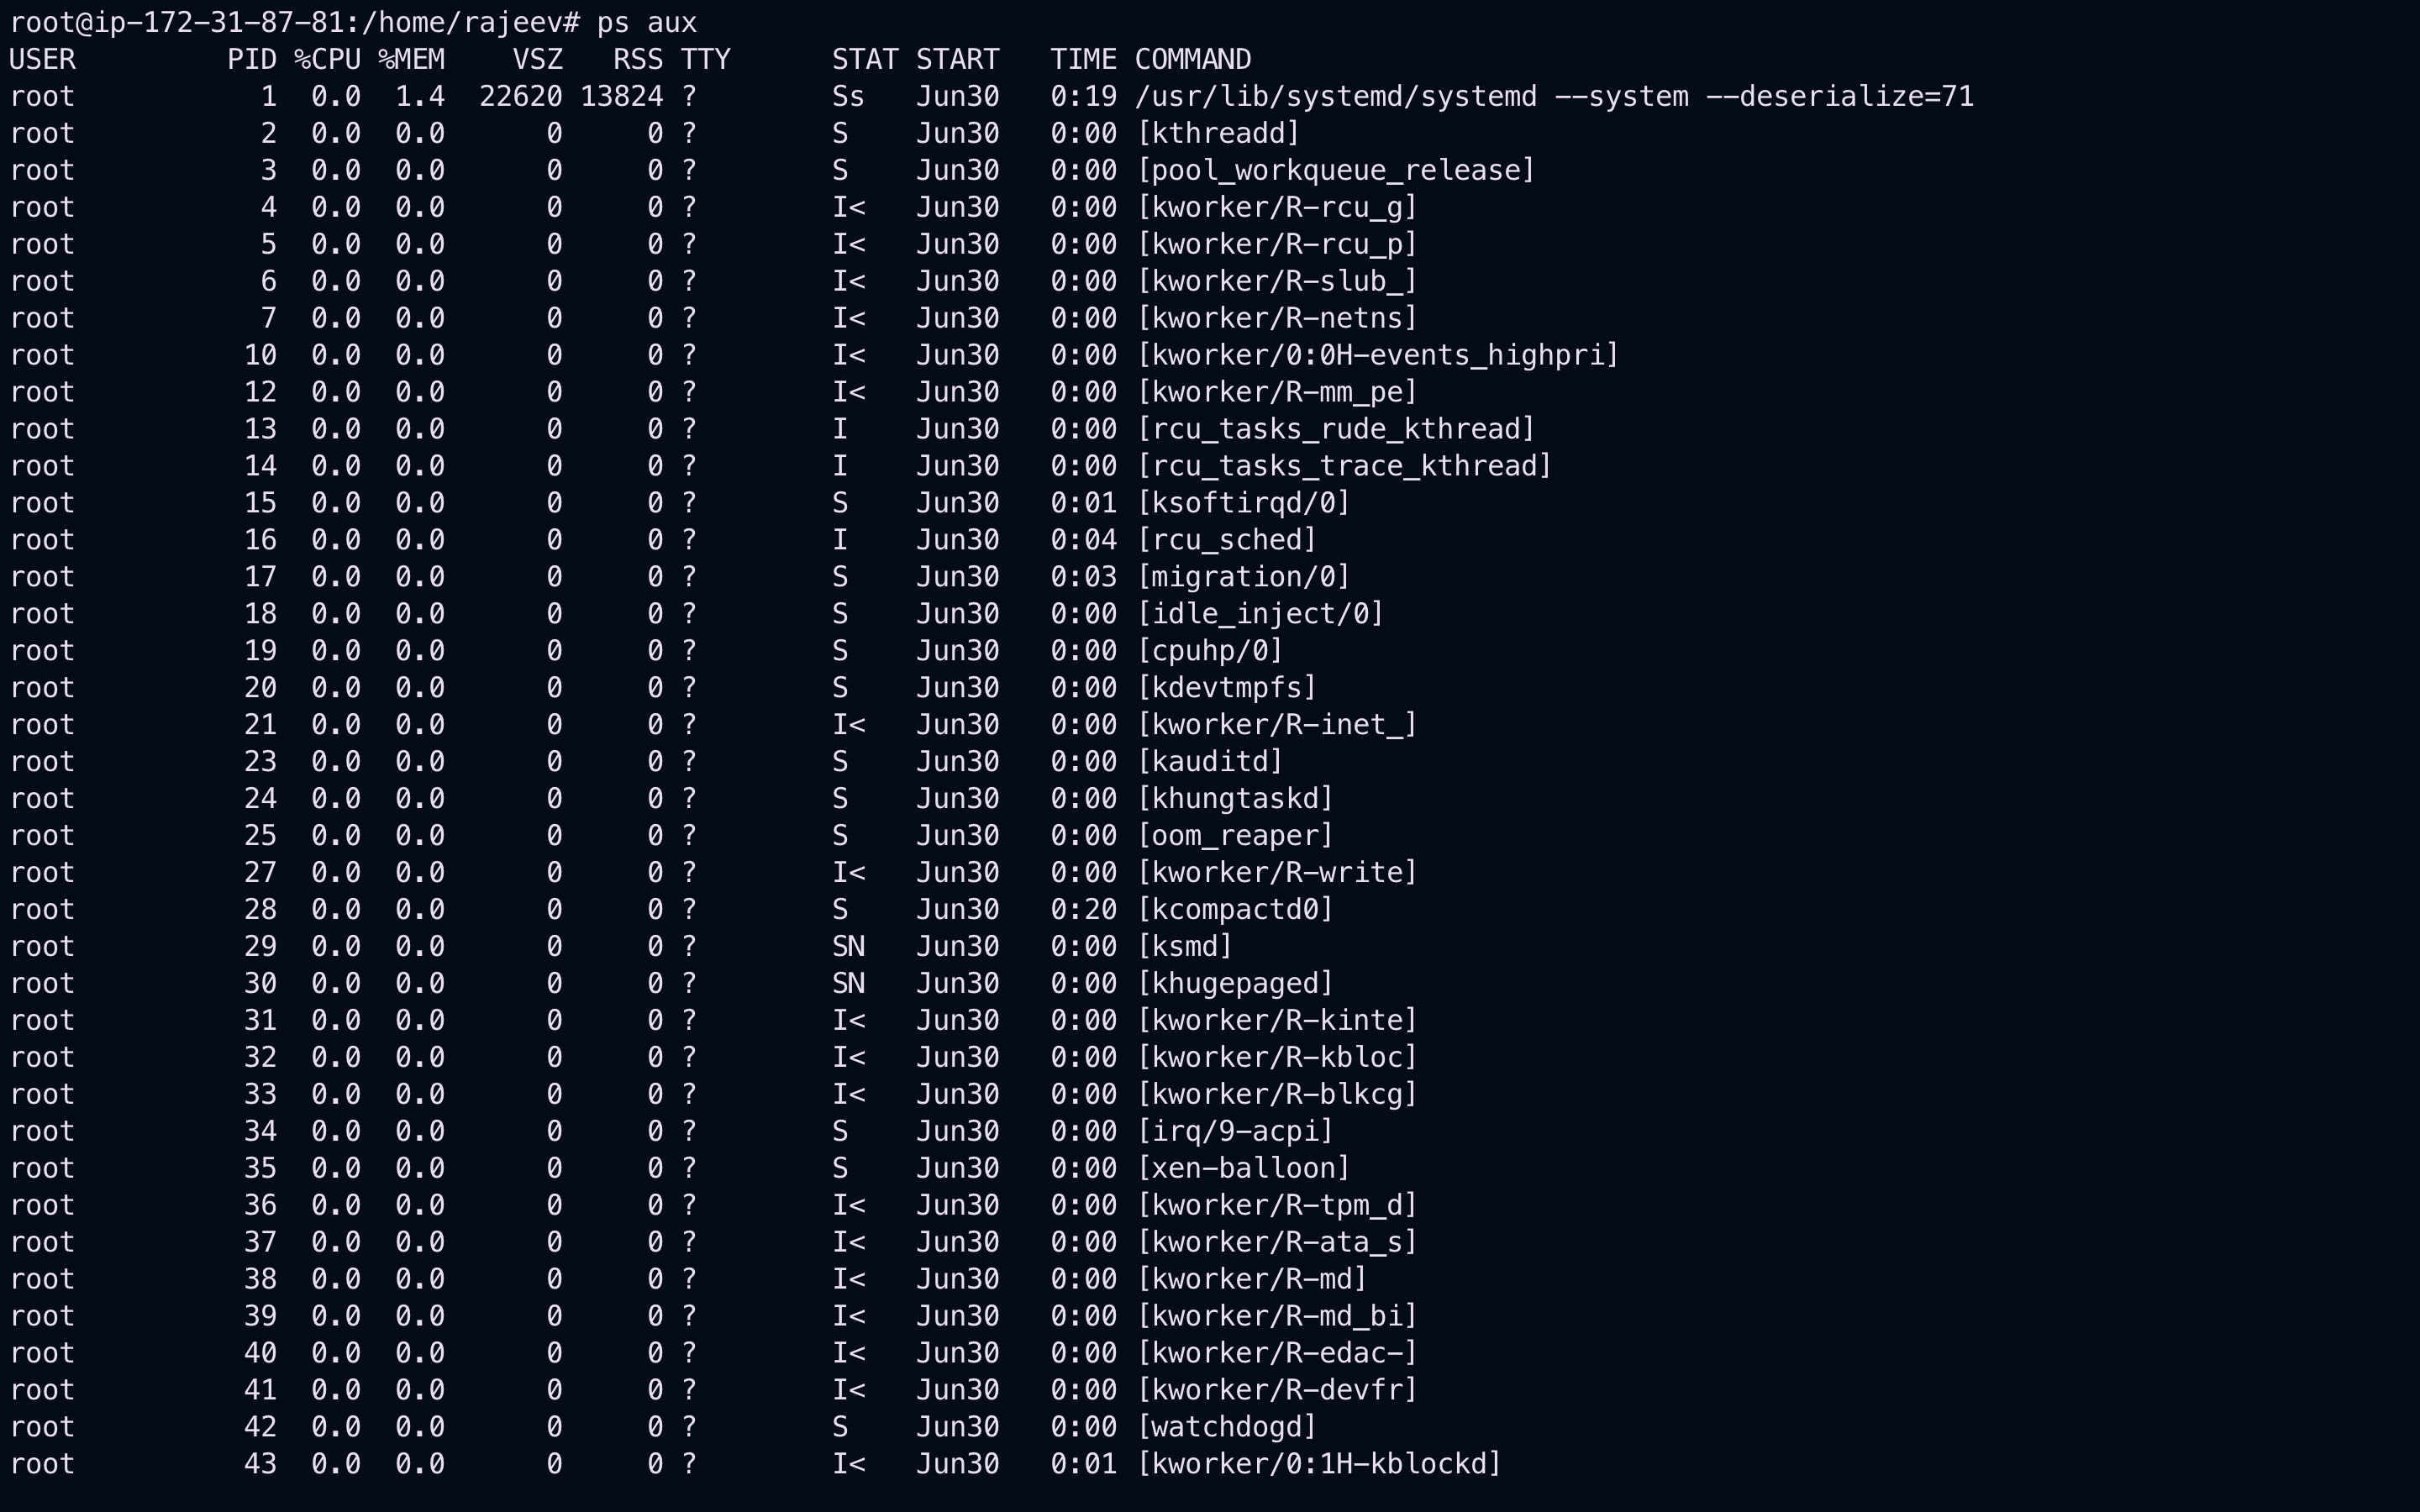 root@ip-172-31-87-81:/home/rajeev# ps aux
USER         PID %CPU %MEM    VSZ   RSS TTY      STAT START   TIME COMMAND
root           1  0.0  1.4  22620 13824 ?        Ss   Jun30   0:19 /usr/lib/systemd/systemd --system --deserialize=71
root           2  0.0  0.0      0     0 ?        S    Jun30   0:00 [kthreadd]
root           3  0.0  0.0      0     0 ?        S    Jun30   0:00 [pool_workqueue_release]
root           4  0.0  0.0      0     0 ?        I<   Jun30   0:00 [kworker/R-rcu_g]
root           5  0.0  0.0      0     0 ?        I<   Jun30   0:00 [kworker/R-rcu_p]
root           6  0.0  0.0      0     0 ?        I<   Jun30   0:00 [kworker/R-slub_]
root           7  0.0  0.0      0     0 ?        I<   Jun30   0:00 [kworker/R-netns]
root          10  0.0  0.0      0     0 ?        I<   Jun30   0:00 [kworker/0:0H-events_highpri]
root          12  0.0  0.0      0     0 ?        I<   Jun30   0:00 [kworker/R-mm_pe]
root          13  0.0  0.0      0     0 ?        I    Jun30   0:00 [rcu_tasks_rude_kthread]
root          14  0.0  0.0      0     0 ?        I    Jun30   0:00 [rcu_tasks_trace_kthread]
root          15  0.0  0.0      0     0 ?        S    Jun30   0:01 [ksoftirqd/0]
root          16  0.0  0.0      0     0 ?        I    Jun30   0:04 [rcu_sched]
root          17  0.0  0.0      0     0 ?        S    Jun30   0:03 [migration/0]
root          18  0.0  0.0      0     0 ?        S    Jun30   0:00 [idle_inject/0]
root          19  0.0  0.0      0     0 ?        S    Jun30   0:00 [cpuhp/0]
root          20  0.0  0.0      0     0 ?        S    Jun30   0:00 [kdevtmpfs]
root          21  0.0  0.0      0     0 ?        I<   Jun30   0:00 [kworker/R-inet_]
root          23  0.0  0.0      0     0 ?        S    Jun30   0:00 [kauditd]
root          24  0.0  0.0      0     0 ?        S    Jun30   0:00 [khungtaskd]
root          25  0.0  0.0      0     0 ?        S    Jun30   0:00 [oom_reaper]
root          27  0.0  0.0      0     0 ?        I<   Jun30   0:00 [kworker/R-write]
root          28  0.0  0.0      0     0 ?        S    Jun30   0:20 [kcompactd0]
root          29  0.0  0.0      0     0 ?        SN   Jun30   0:00 [ksmd]
root          30  0.0  0.0      0     0 ?        SN   Jun30   0:00 [khugepaged]
root          31  0.0  0.0      0     0 ?        I<   Jun30   0:00 [kworker/R-kinte]
root          32  0.0  0.0      0     0 ?        I<   Jun30   0:00 [kworker/R-kbloc]
root          33  0.0  0.0      0     0 ?        I<   Jun30   0:00 [kworker/R-blkcg]
root          34  0.0  0.0      0     0 ?        S    Jun30   0:00 [irq/9-acpi]
root          35  0.0  0.0      0     0 ?        S    Jun30   0:00 [xen-balloon]
root          36  0.0  0.0      0     0 ?        I<   Jun30   0:00 [kworker/R-tpm_d]
root          37  0.0  0.0      0     0 ?        I<   Jun30   0:00 [kworker/R-ata_s]
root          38  0.0  0.0      0     0 ?        I<   Jun30   0:00 [kworker/R-md]
root          39  0.0  0.0      0     0 ?        I<   Jun30   0:00 [kworker/R-md_bi]
root          40  0.0  0.0      0     0 ?        I<   Jun30   0:00 [kworker/R-edac-]
root          41  0.0  0.0      0     0 ?        I<   Jun30   0:00 [kworker/R-devfr]
root          42  0.0  0.0      0     0 ?        S    Jun30   0:00 [watchdogd]
root          43  0.0  0.0      0     0 ?        I<   Jun30   0:01 [kworker/0:1H-kblockd]